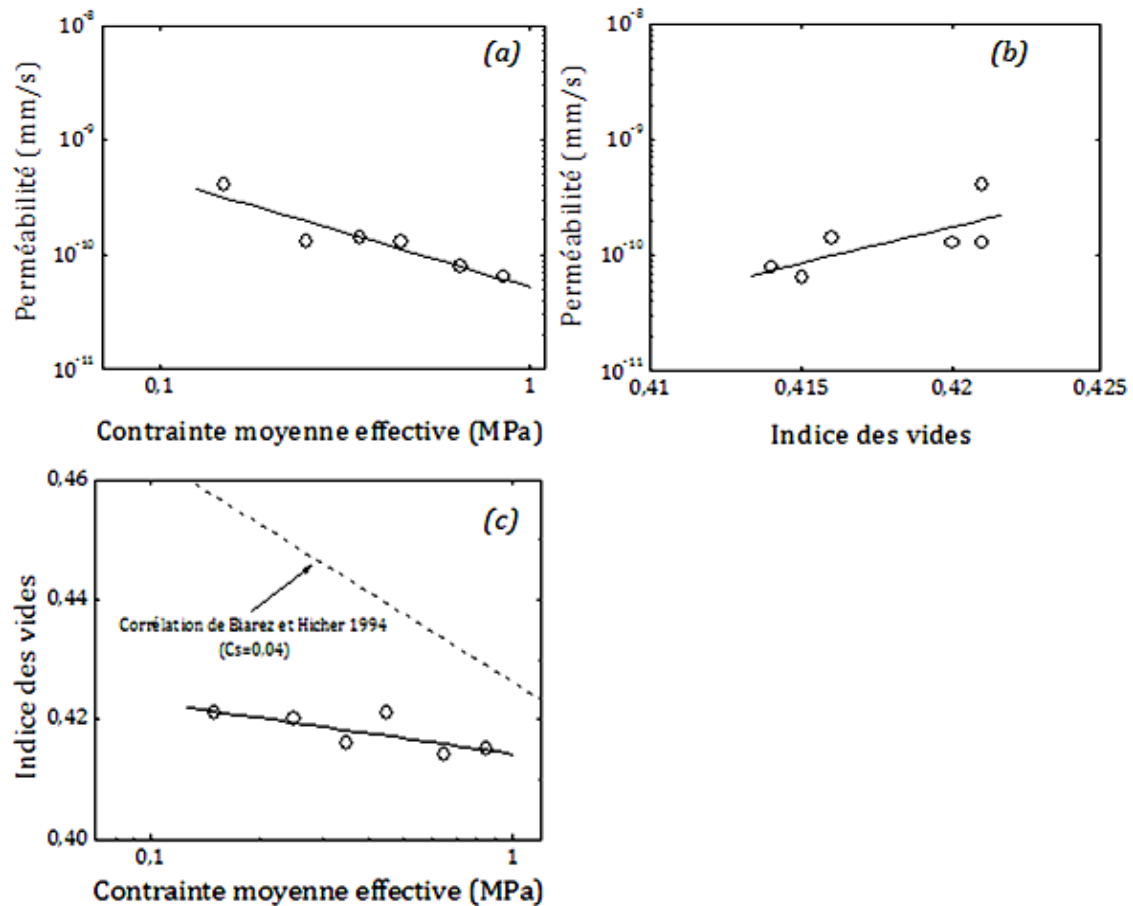 (a)
Perméabilité (mm/s)
10⁻⁸
10⁻⁹
10⁻¹⁰
10⁻¹¹
0,1
1
Contrainte moyenne effective (MPa)
(b)
Perméabilité (mm/s)
10⁻⁸
10⁻⁹
10⁻¹⁰
10⁻¹¹
0,41
0,415
0,42
0,425
Indice des vides
(c)
Indice des vides
0,46
0,44
0,42
0,40
Corrélation de Biarez et Hicher 1994
(Cs=0.04)
0,1
1
Contrainte moyenne effective (MPa)